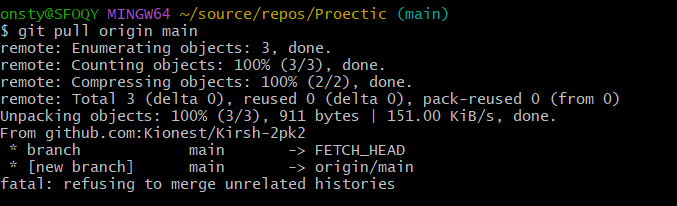 onsty@SFOQY MINGW64 ~/source/repos/Proectic (main)
$ git pull origin main
remote: Enumerating objects: 3, done.
remote: Counting objects: 100% (3/3), done.
remote: Compressing objects: 100% (2/2), done.
remote: Total 3 (delta 0), reused 0 (delta 0), pack-reused 0 (from 0)
Unpacking objects: 100% (3/3), 911 bytes | 151.00 KiB/s, done.
From github.com:Kionest/Kirsh-2pk2
 * branch            main       -> FETCH_HEAD
 * [new branch]      main       -> origin/main
fatal: refusing to merge unrelated histories